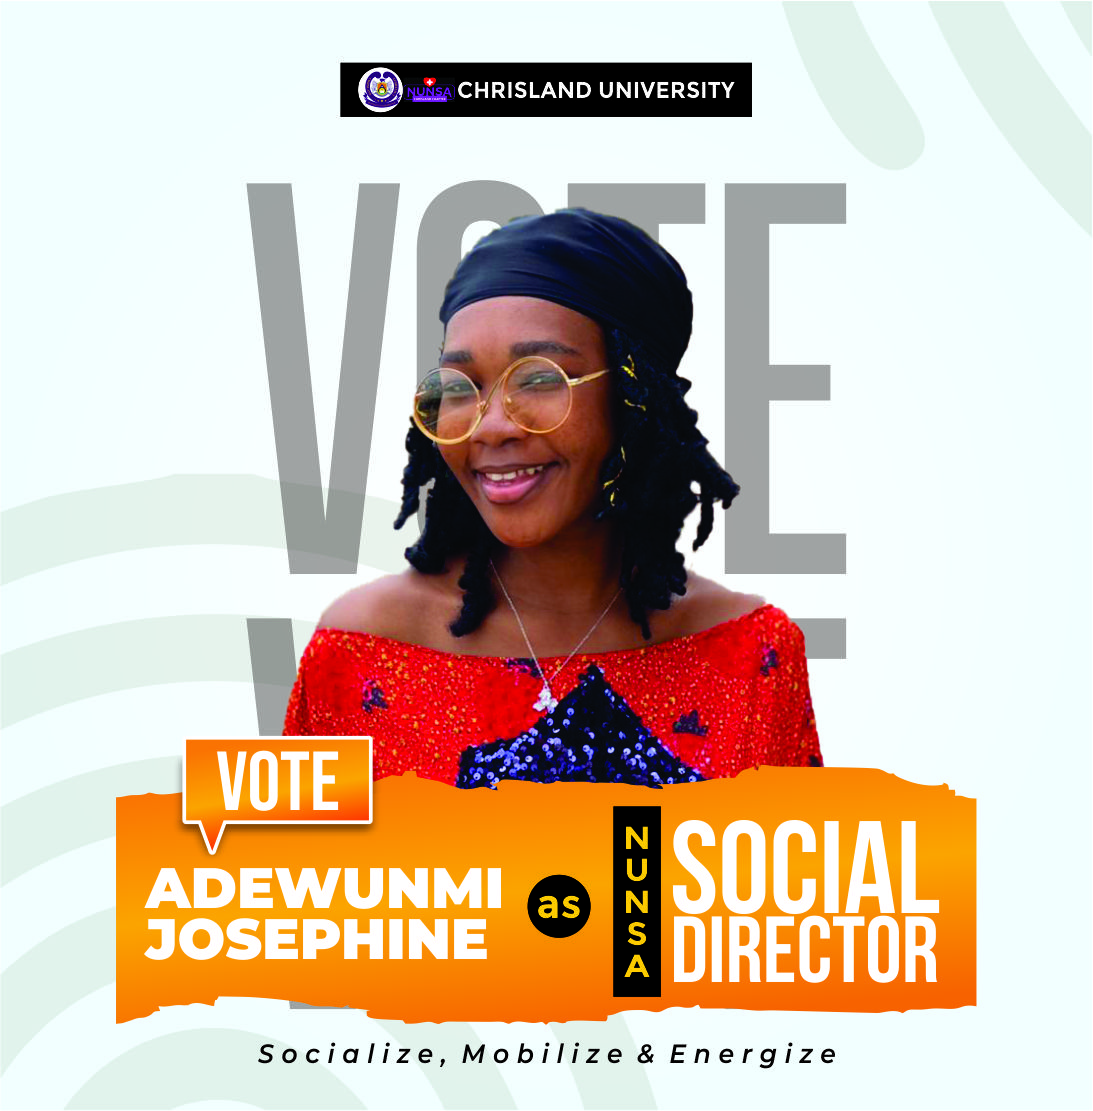 NUNSA
CHRISLAND UNIVERSITY
VOTE
VOTE
ADEWUNMI
JOSEPHINE
as
NUNSA
SOCIAL
DIRECTOR
Socialize, Mobilize & Energize